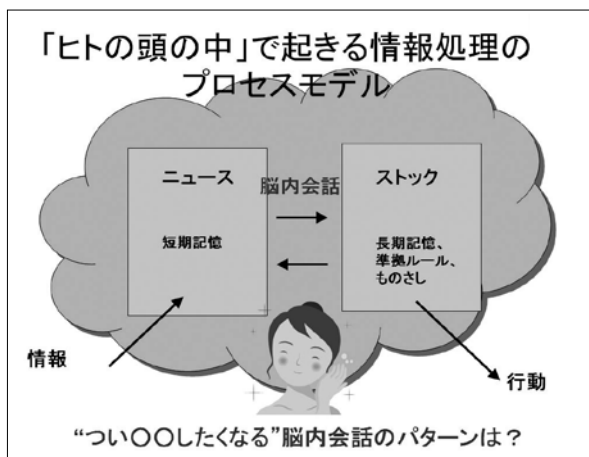 「ヒトの頭の中」で起きる情報処理の
プロセスモデル
ニュース
脳内会話
ストック
短期記憶
長期記憶、
準拠ルール、
ものさし
情報
行動
“つい〇〇したくなる”脳内会話のパターンは？